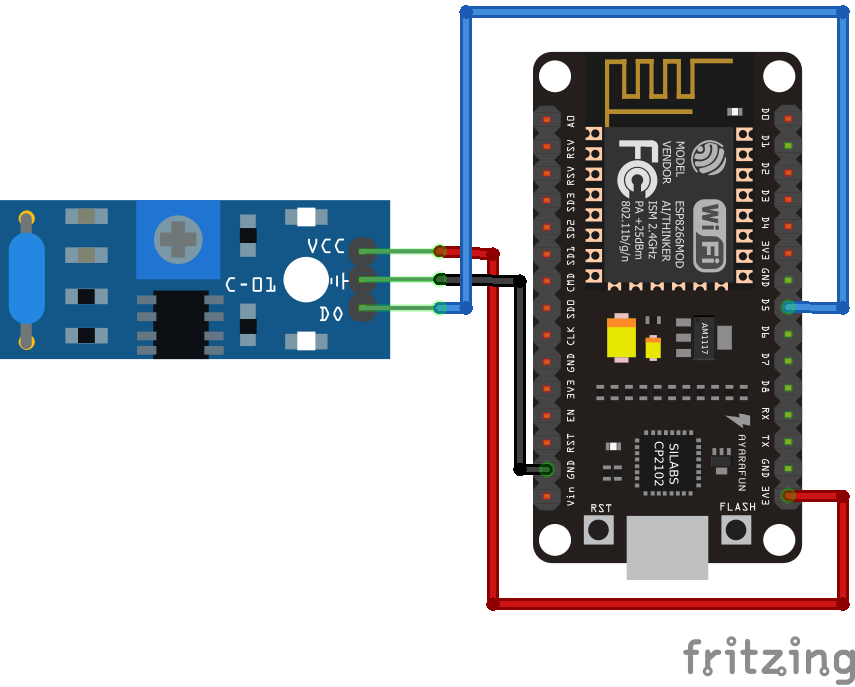 VCC
C-01
DO
A0
RSV
RSV
SD3
SD2
SD1
CMD
SD0
CLK
GND
3V3
EN
RST
GND
Vin
FC
MODEL
VENDOR
ESP8266MOD
AI/THINKER
ISM 2.4GHz
PA +25dBm
802.11b/g/n
Wi Fi
D0
D1
D2
D3
D4
3V3
GND
D5
D6
D7
D8
RX
TX
GND
3V3
AM1117
SILABS
CP2102
AYARAFUN
RST
FLASH
fritzing